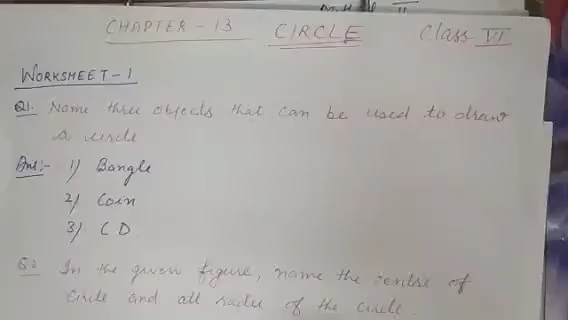 CHAPTER - 13 CIRCLE Class VI
WORKSHEET - 1
Q1. Name three objects that can be used to draw
a circle
Ans:- 1) Bangle
2) Coin
3) CD
Q2 In the given figure, name the centre of
circle and all radii of the circle.